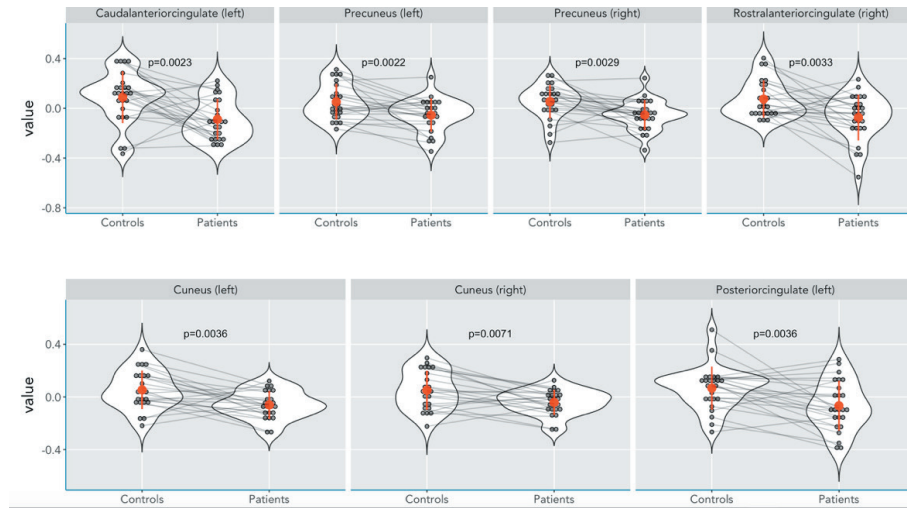 Caudalanteriorcingulate (left) Precuneus (left) Precuneus (right) Rostralanteriorcingulate (right)
0.4
p=0.0023 p=0.0022 p=0.0029 p=0.0033
value
0.0
-0.4
-0.8
Controls Patients Controls Patients Controls Patients Controls Patients
Cuneus (left) Cuneus (right) Posteriorcingulate (left)
p=0.0036 p=0.0071 p=0.0036
0.4
value
0.0
-0.4
Controls Patients Controls Patients Controls Patients